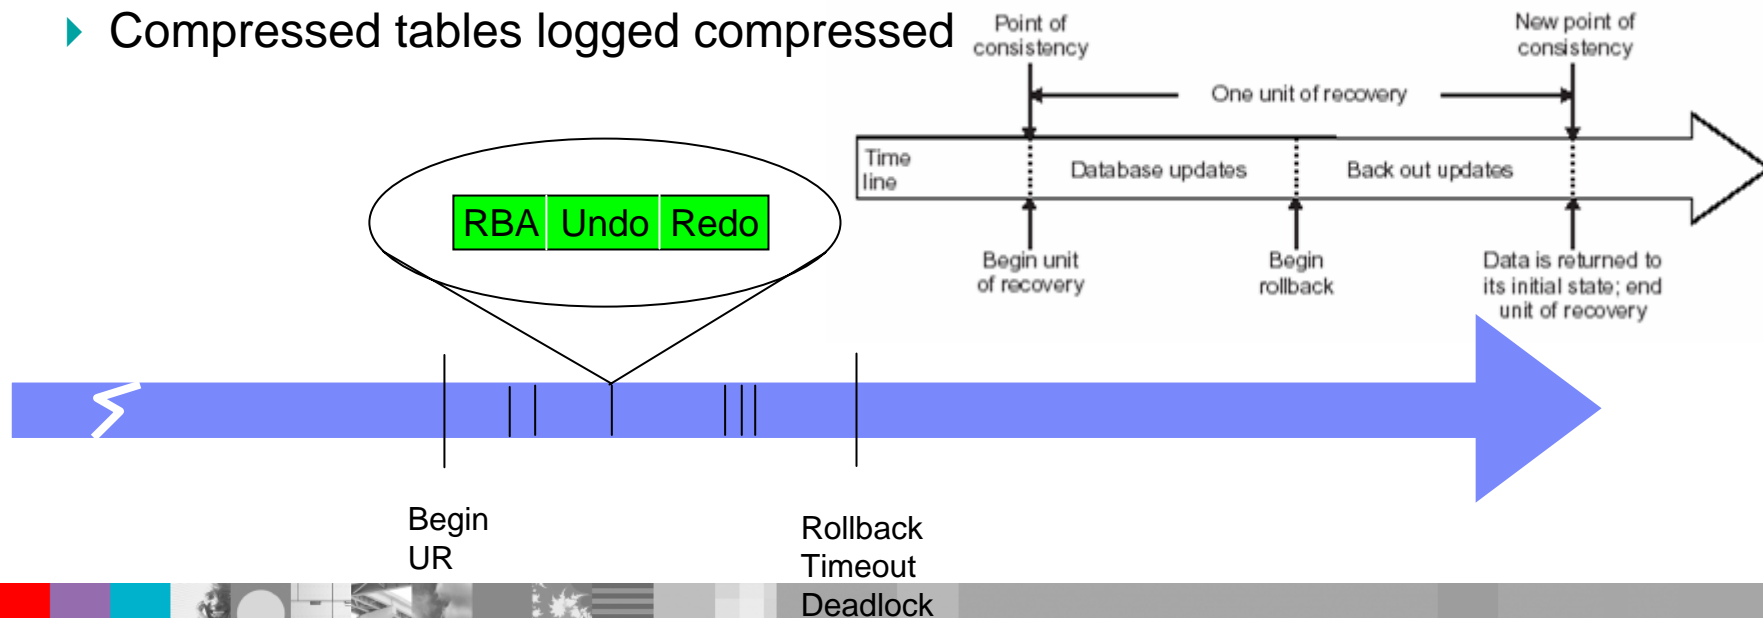 Compressed tables logged compressed
Point of
consistency
New point of
consistency
One unit of recovery
Time
line
Database updates
Back out updates
Begin unit
of recovery
Begin
rollback
Data is returned to
its initial state; end
unit of recovery
RBA Undo Redo
Begin
UR
Rollback
Timeout
Deadlock